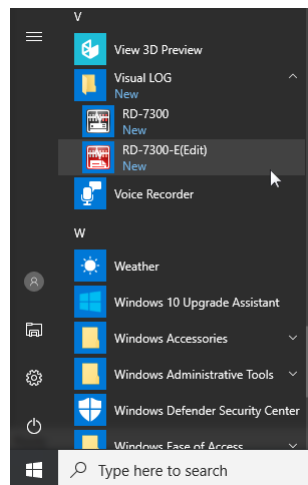 V
View 3D Preview
Visual LOG
New
RD-7300
New
RD-7300-E(Edit)
New
Voice Recorder
W
Weather
Windows 10 Upgrade Assistant
Windows Accessories
Windows Administrative Tools
Windows Defender Security Center
Windows Ease of Access
Type here to search